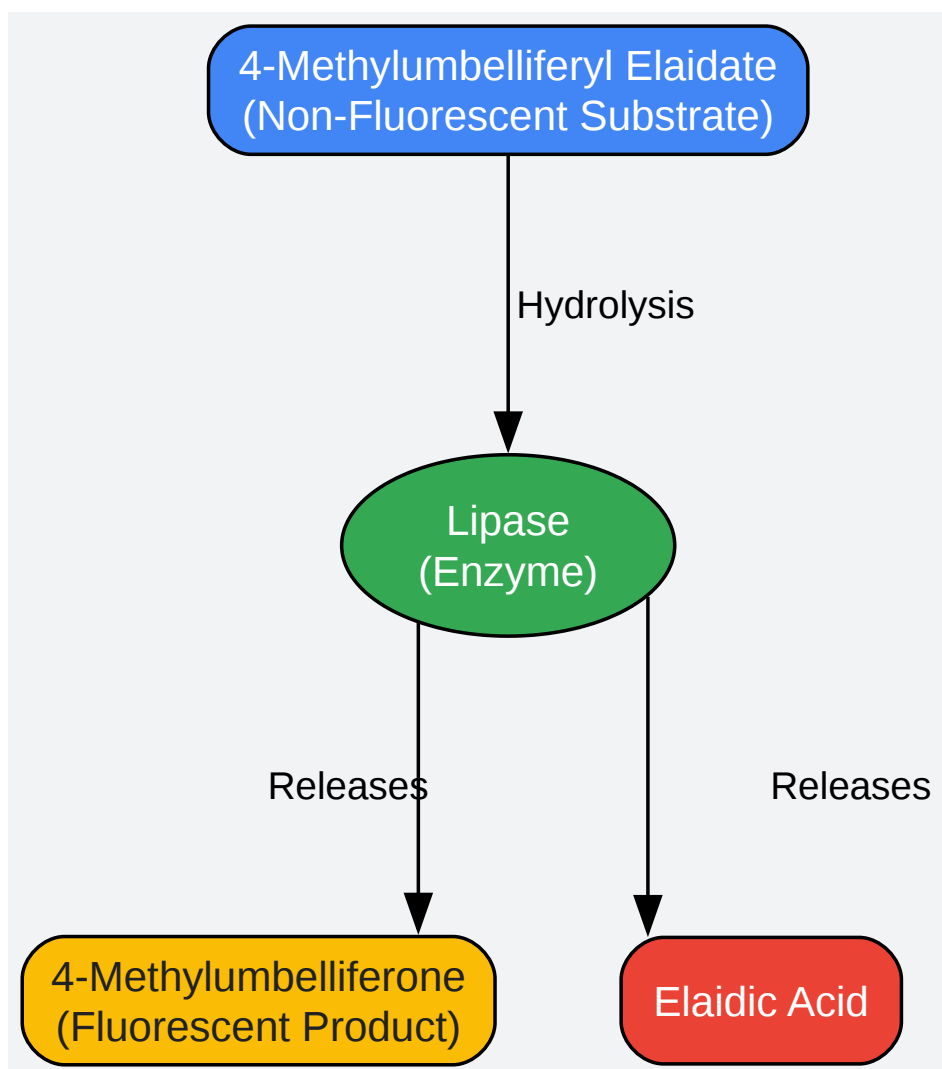 4-Methylumbelliferyl Elaidate
(Non-Fluorescent Substrate)
Hydrolysis
Lipase
(Enzyme)
Releases
Releases
4-Methylumbelliferone
(Fluorescent Product)
Elaidic Acid